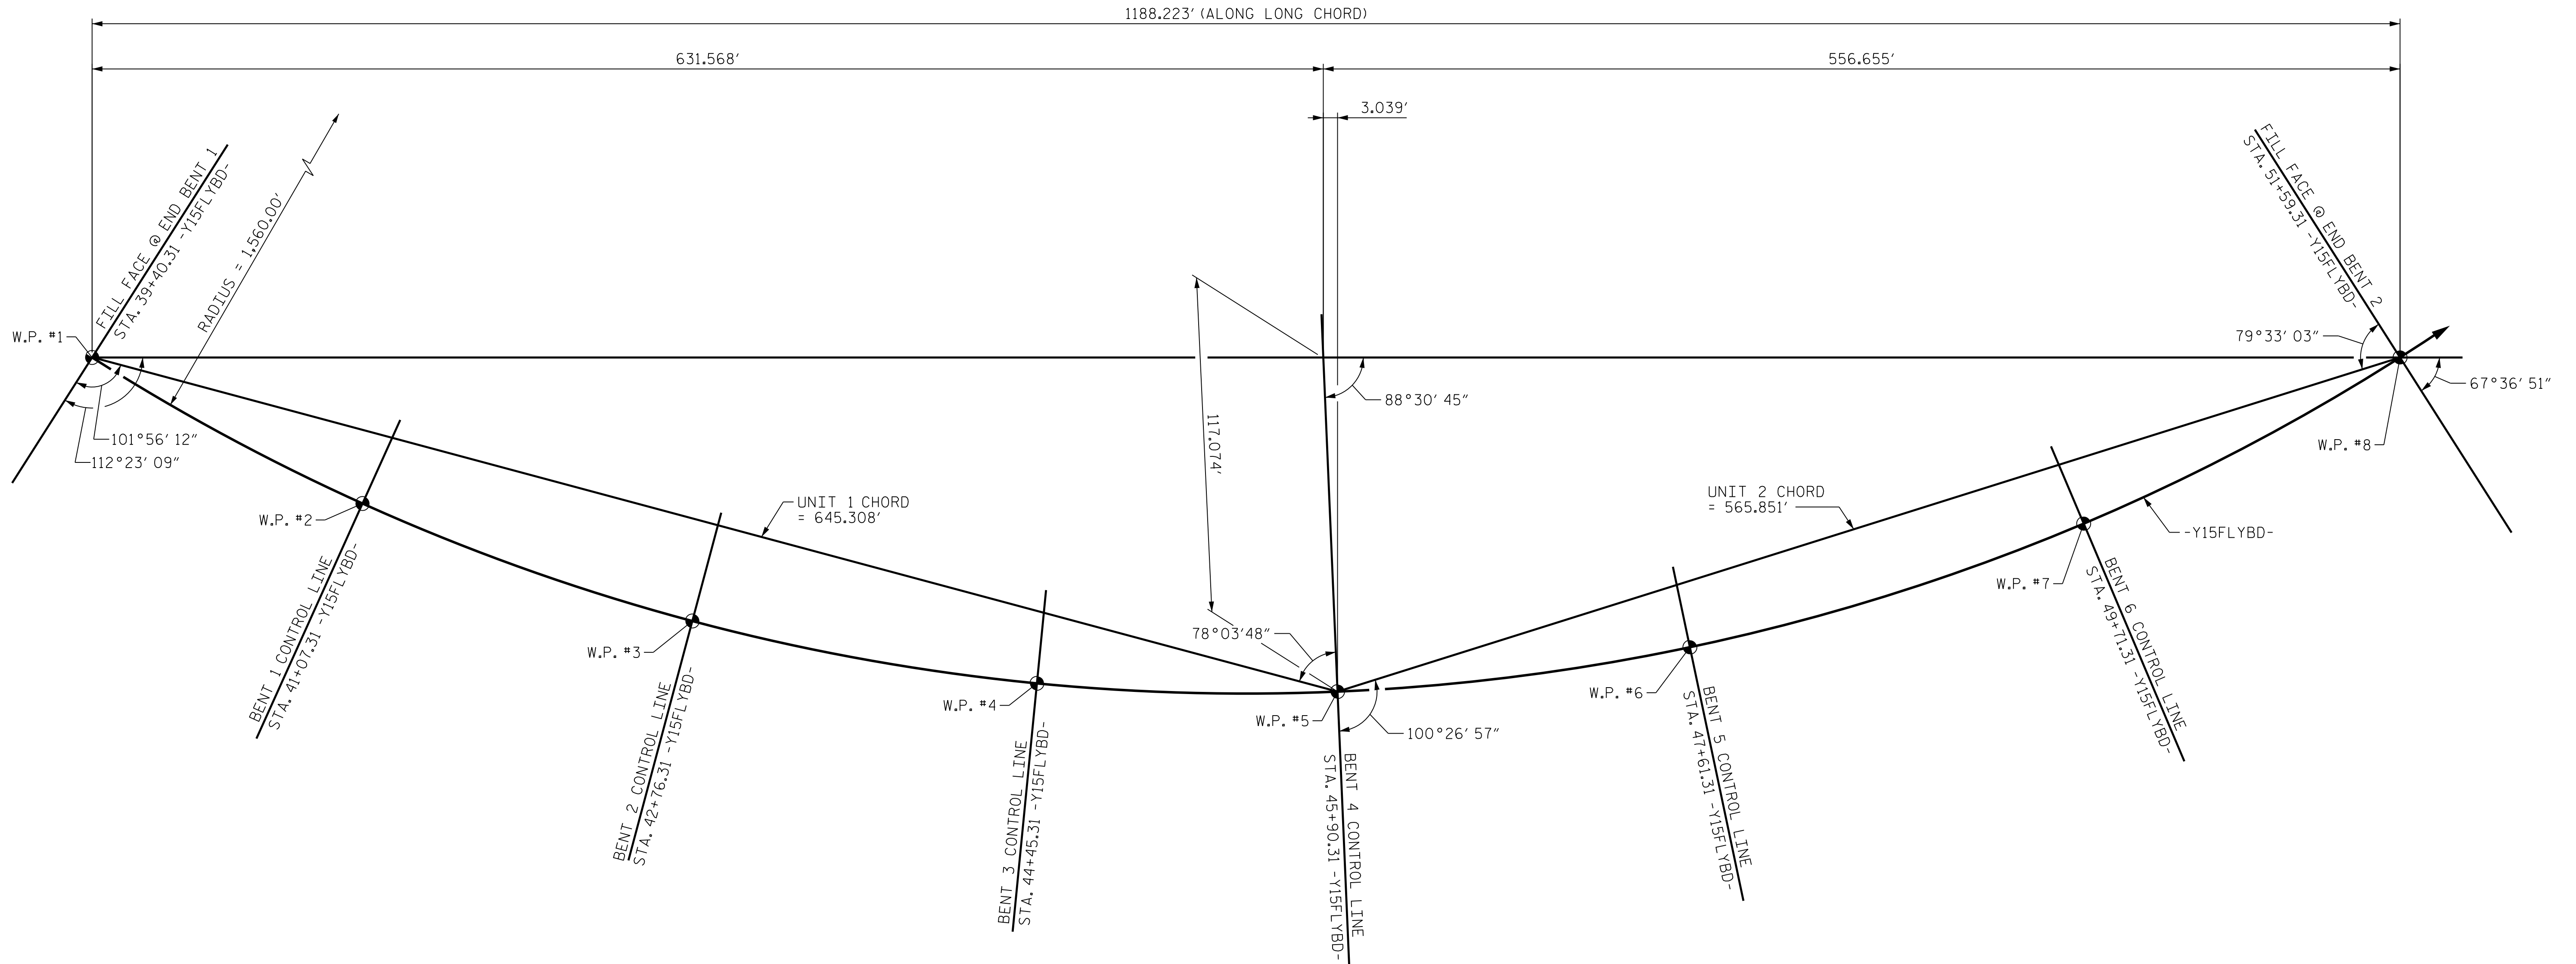 1188.223' (ALONG LONG CHORD)
631.568'
556.655'
3.039'
FILL FACE @ END BENT 1
STA. 39+40.31 -Y15FLYBD-
RADIUS = 1,560.00'
W.P. #1
101°56' 12"
112°23' 09"
FILL FACE @ END BENT 2
STA. 51+59.31 -Y15FLYBD-
79°33' 03"
67°36' 51"
W.P. #8
88°30' 45"
117.074'
UNIT 1 CHORD
= 645.308'
UNIT 2 CHORD
= 565.851'
-Y15FLYBD-
W.P. #2
BENT 1 CONTROL LINE
STA. 41+07.31 -Y15FLYBD-
W.P. #3
BENT 2 CONTROL LINE
STA. 42+76.31 -Y15FLYBD-
W.P. #4
BENT 3 CONTROL LINE
STA. 44+45.31 -Y15FLYBD-
78°03'48"
W.P. #5
100°26' 57"
BENT 4 CONTROL LINE
STA. 45+90.31 -Y15FLYBD-
W.P. #6
BENT 5 CONTROL LINE
STA. 47+61.31 -Y15FLYBD-
W.P. #7
BENT 6 CONTROL LINE
STA. 49+71.31 -Y15FLYBD-